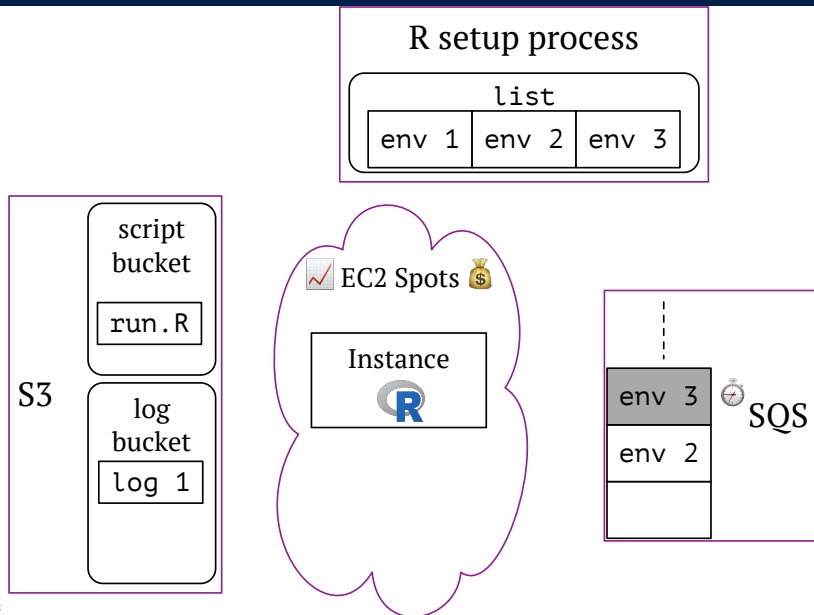 R setup process
list
env 1 env 2 env 3
script
bucket
run.R
S3
log
bucket
log 1
EC2 Spots
Instance
R
env 3
SQS
env 2